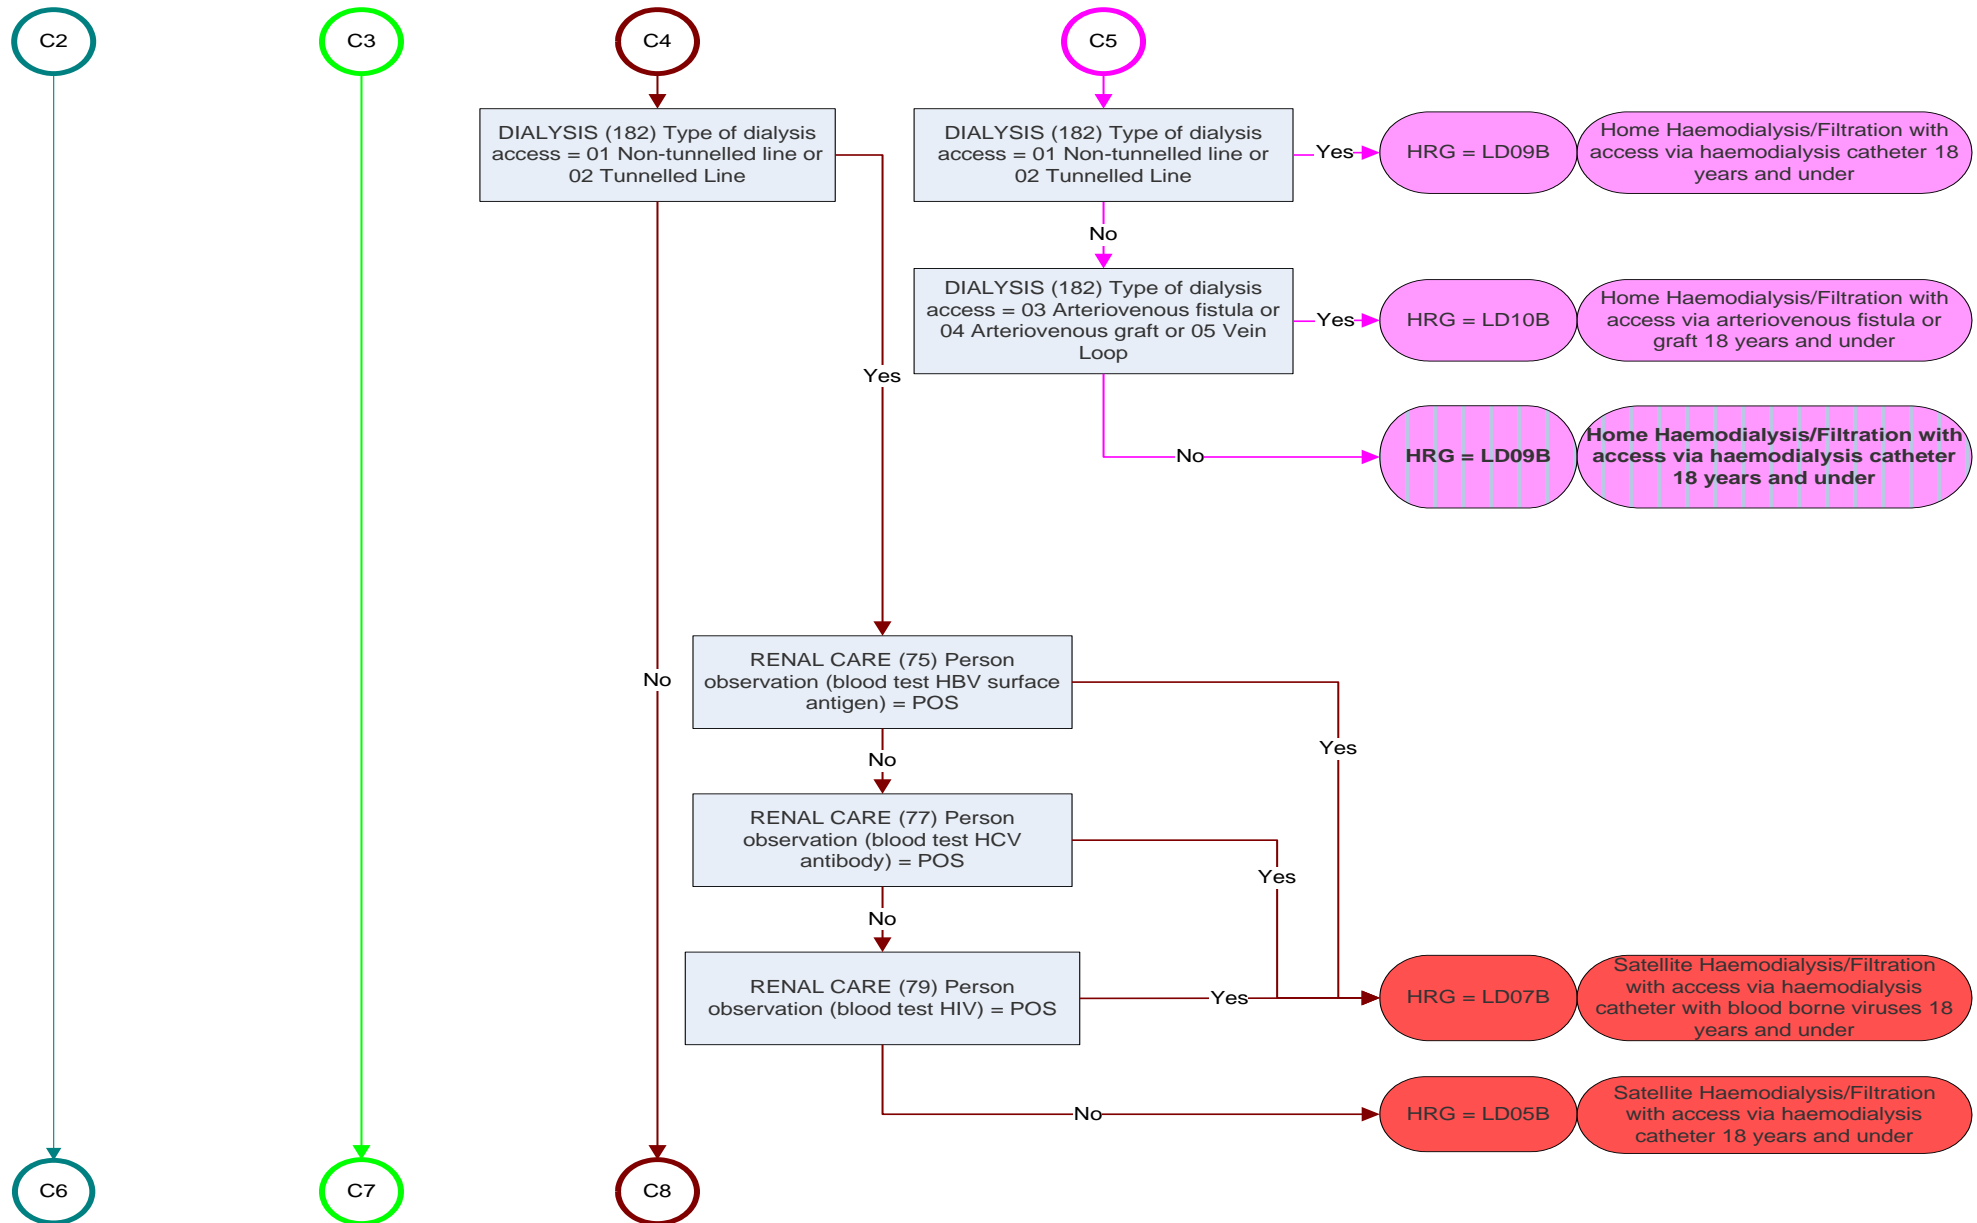 C2
C3
C4
C5
DIALYSIS (182) Type of dialysis
access = 01 Non-tunnelled line or
02 Tunnelled Line
DIALYSIS (182) Type of dialysis
access = 01 Non-tunnelled line or
02 Tunnelled Line
Yes
HRG = LD09B
Home Haemodialysis/Filtration with
access via haemodialysis catheter 18
years and under
No
DIALYSIS (182) Type of dialysis
access = 03 Arteriovenous fistula or
04 Arteriovenous graft or 05 Vein
Loop
Yes
HRG = LD10B
Home Haemodialysis/Filtration with
access via arteriovenous fistula or
graft 18 years and under
Yes
No
HRG = LD09B
Home Haemodialysis/Filtration with
access via haemodialysis catheter
18 years and under
No
RENAL CARE (75) Person
observation (blood test HBV surface
antigen) = POS
Yes
No
RENAL CARE (77) Person
observation (blood test HCV
antibody) = POS
Yes
No
RENAL CARE (79) Person
observation (blood test HIV) = POS
Yes
HRG = LD07B
Satellite Haemodialysis/Filtration
with access via haemodialysis
catheter with blood borne viruses 18
years and under
No
HRG = LD05B
Satellite Haemodialysis/Filtration
with access via haemodialysis
catheter 18 years and under
C6
C7
C8